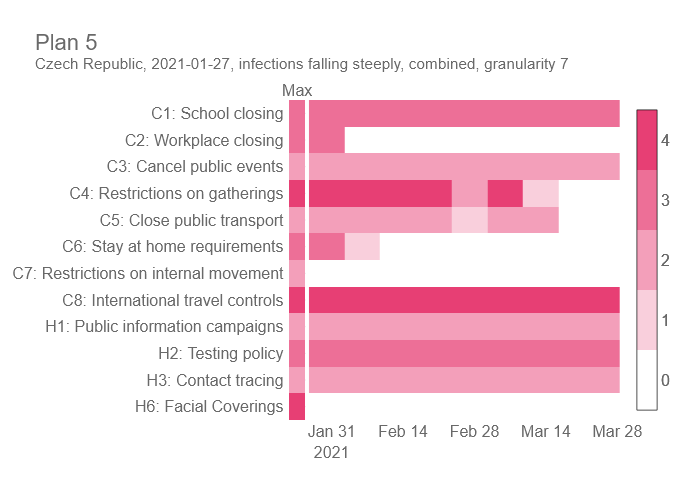 Plan 5
Czech Republic, 2021-01-27, infections falling steeply, combined, granularity 7
Max
C1: School closing
C2: Workplace closing
C3: Cancel public events
C4: Restrictions on gatherings
C5: Close public transport
C6: Stay at home requirements
C7: Restrictions on internal movement
C8: International travel controls
H1: Public information campaigns
H2: Testing policy
H3: Contact tracing
H6: Facial Coverings
4
3
2
1
0
Jan 31 Feb 14 Feb 28 Mar 14 Mar 28
2021